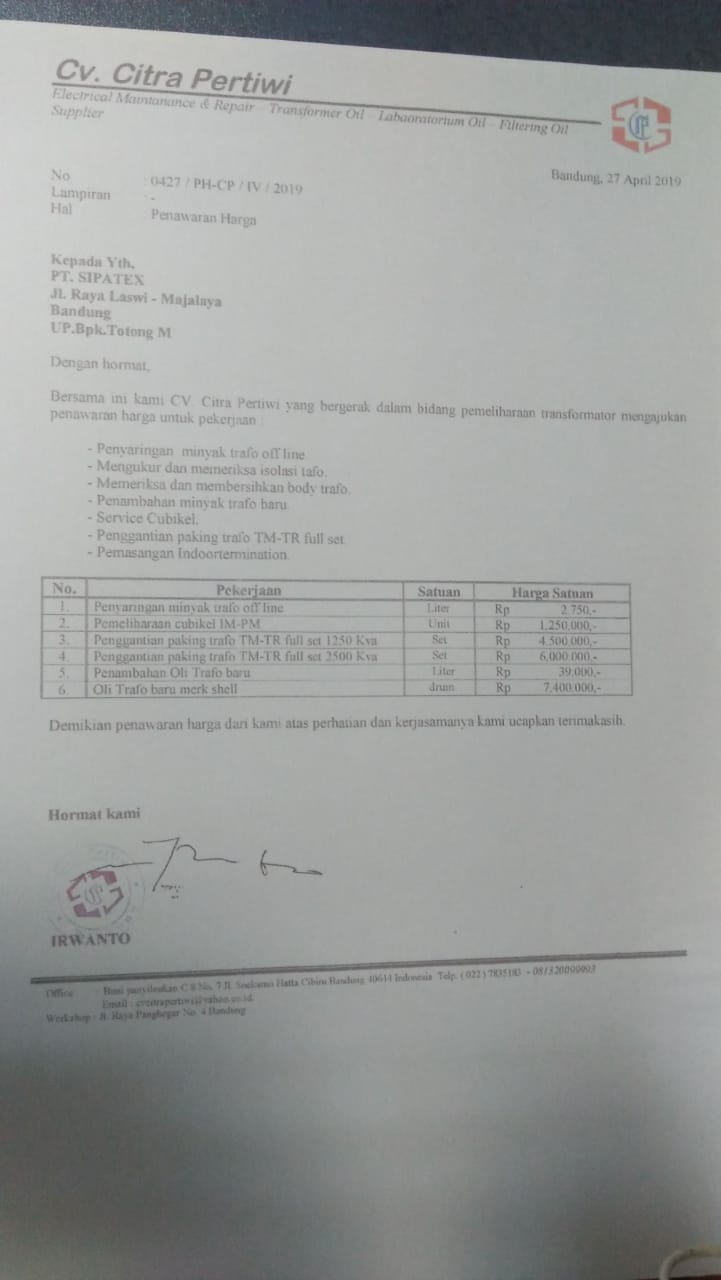 Cv. Citra Pertiwi
Electrical Maintanance & Repair – Transformer Oil – Labaoratorium Oil – Filtering Oil
Supplier
Bandung, 27 April 2019
No : 0427 / PH-CP / IV / 2019
Lampiran : -
Hal : Penawaran Harga
Kepada Yth,
PT. SIPATEX
Jl. Raya Laswi - Majalaya
Bandung
UP.Bpk.Totong M
Dengan hormat,
Bersama ini kami CV. Citra Pertiwi yang bergerak dalam bidang pemeliharaan transformator mengajukan
penawaran harga untuk pekerjaan :
- Penyaringan minyak trafo off line
- Mengukur dan memeriksa isolasi tafo.
- Memeriksa dan membersihkan body trafo.
- Penambahan minyak trafo baru
- Service Cubikel.
- Penggantian paking trafo TM-TR full set.
- Pemasangan Indoortermination.
No. Pekerjaan Satuan Harga Satuan
1. Penyaringan minyak trafo off line Liter Rp 2.750,-
2. Pemeliharaan cubikel IM-PM Unit Rp 1.250.000,-
3. Penggantian paking trafo TM-TR full set 1250 Kva Set Rp 4.500.000,-
4. Penggantian paking trafo TM-TR full set 2500 Kva Set Rp 6.000.000,-
5. Penambahan Oli Trafo baru Liter Rp 39.000,-
6. Oli Trafo baru merk shell drum Rp 7.400.000,-
Demikian penawaran harga dari kami atas perhatian dan kerjasamanya kami ucapkan terimakasih.
Hormat kami
IRWANTO
Office : Bumi panyileukan C 8 No. 7 Jl. Soekarno Hatta Cibiru Bandung 40614 Indonesia Telp. ( 022 ) 7835183 - 081320099993
Email : cvcitrapertiwi@yahoo.co.id
Workshop : Jl. Raya Panghegar No. 4 Bandung